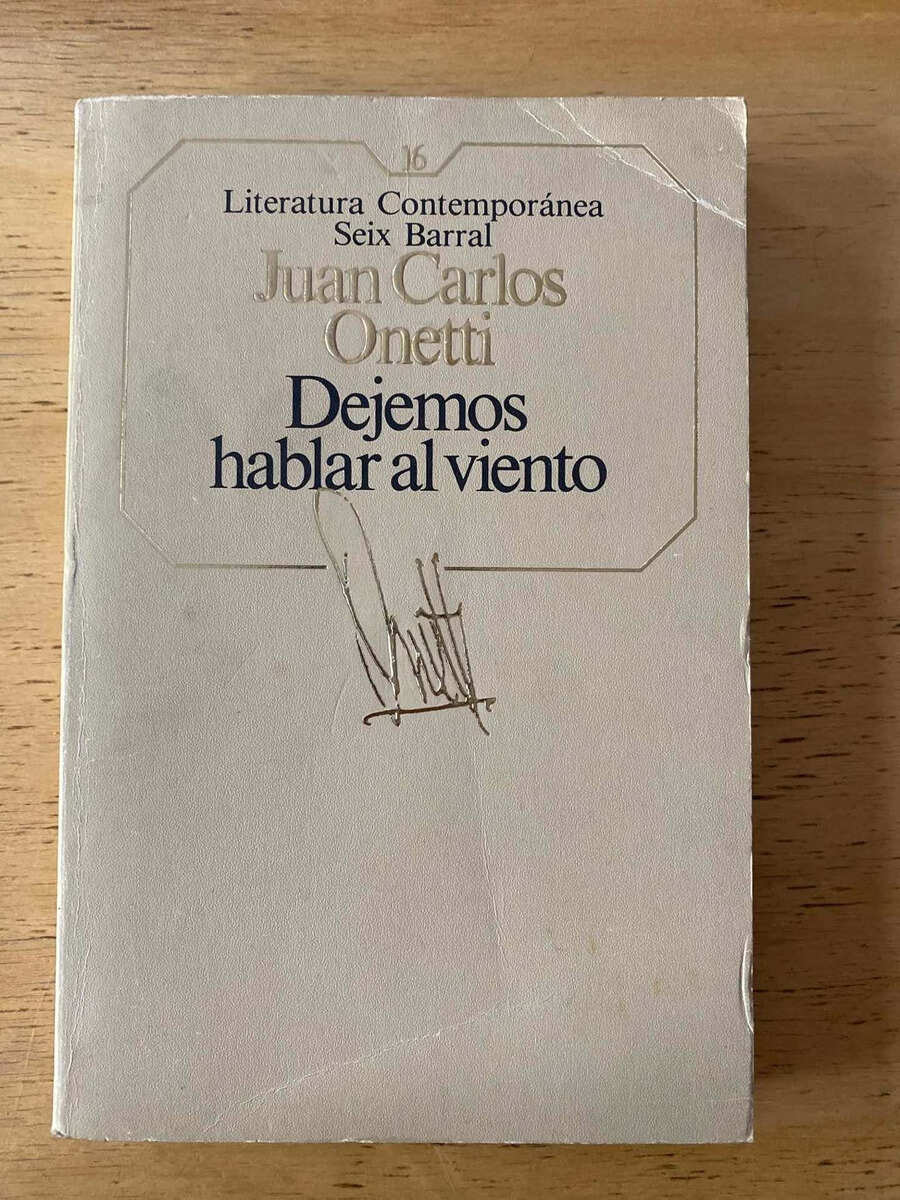 16
Literatura Contemporánea
Seix Barral
Juan Carlos
Onetti
Dejemos
hablar al viento
Onetti